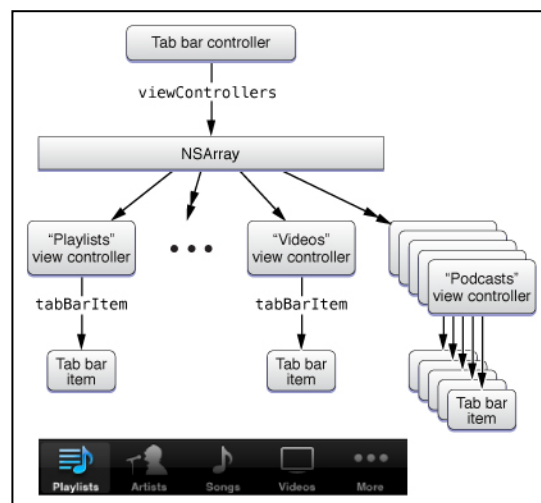 Tab bar controller
viewControllers
NSArray
“Playlists”
view controller
•••
“Videos”
view controller
“Podcasts”
view controller
tabBarItem
tabBarItem
Tab bar
item
Tab bar
item
Tab bar
item
Playlists
Artists
Songs
Videos
More